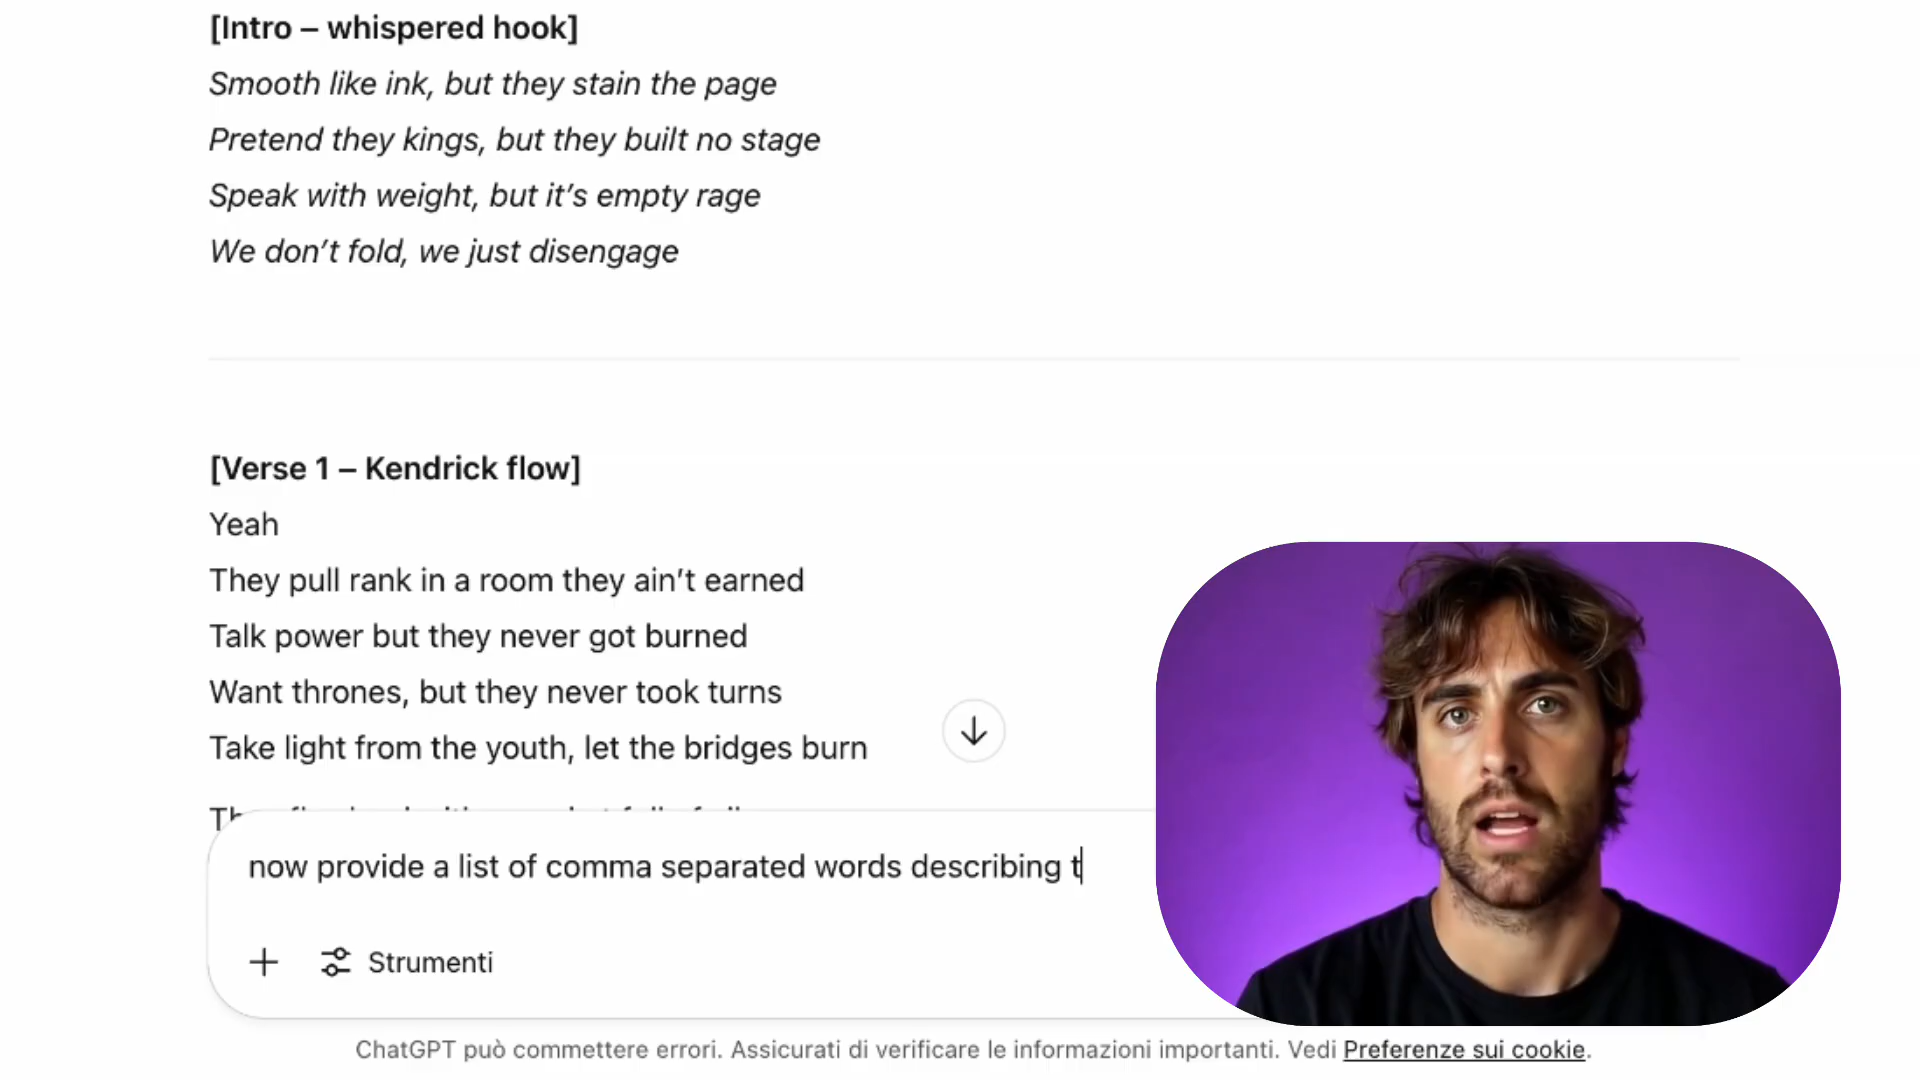 [Intro – whispered hook]
Smooth like ink, but they stain the page
Pretend they kings, but they built no stage
Speak with weight, but it’s empty rage
We don’t fold, we just disengage
[Verse 1 – Kendrick flow]
Yeah
They pull rank in a room they ain’t earned
Talk power but they never got burned
Want thrones, but they never took turns
Take light from the youth, let the bridges burn
now provide a list of comma separated words describing t
Strumenti
ChatGPT può commettere errori. Assicurati di verificare le informazioni importanti. Vedi Preferenze sui cookie.